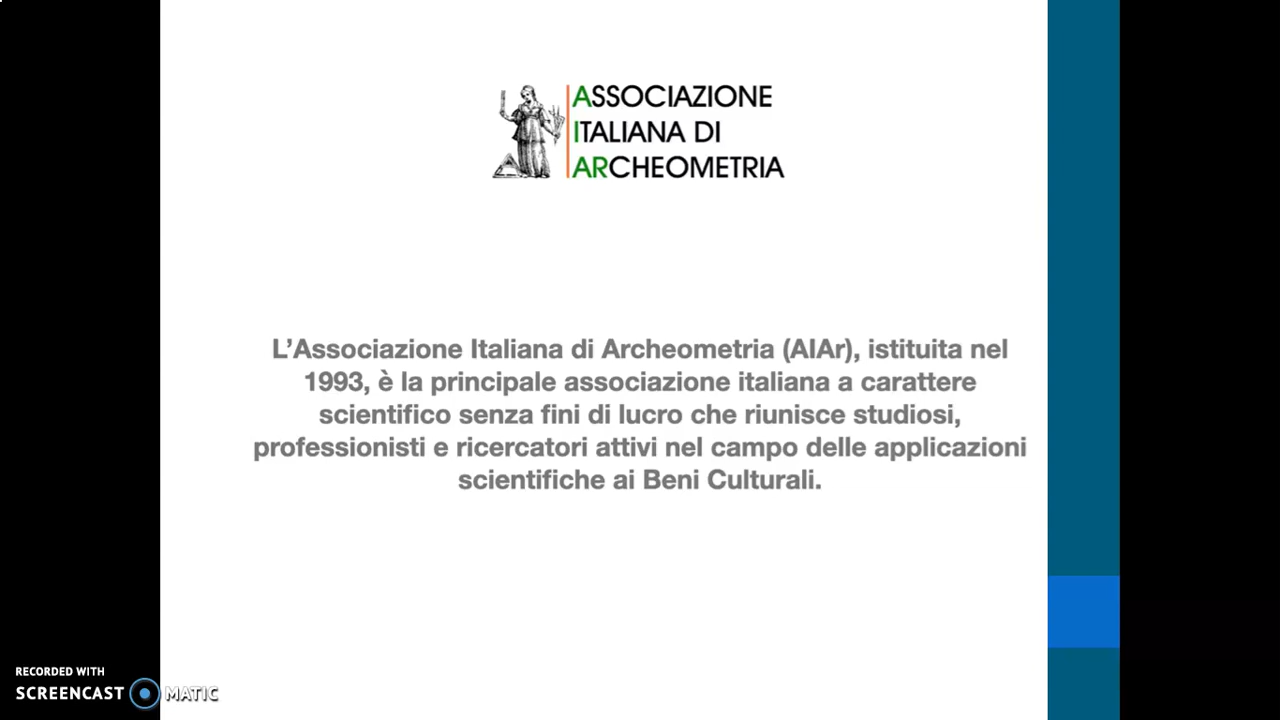 ASSOCIAZIONE
ITALIANA DI
ARCHEOMETRIA
L’Associazione Italiana di Archeometria (AIAr), istituita nel
1993, è la principale associazione italiana a carattere
scientifico senza fini di lucro che riunisce studiosi,
professionisti e ricercatori attivi nel campo delle applicazioni
scientifiche ai Beni Culturali.
RECORDED WITH
SCREENCAST MATIC